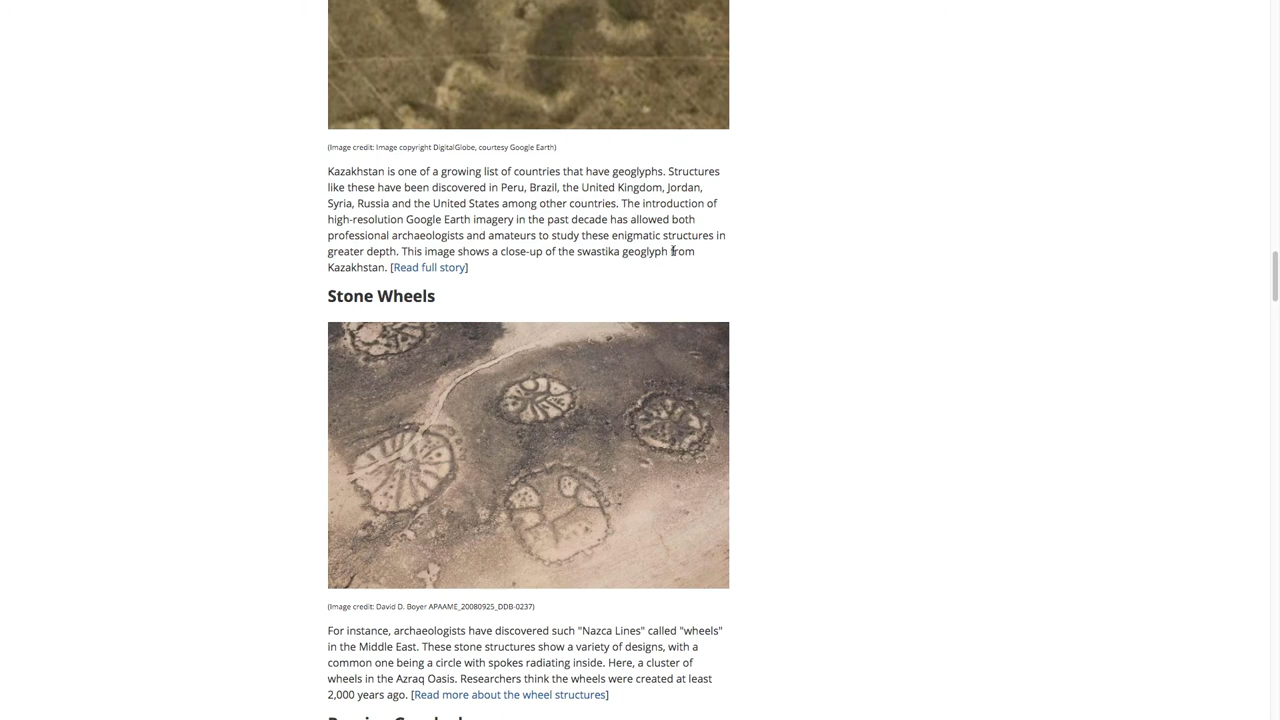 (Image credit: Image copyright DigitalGlobe, courtesy Google Earth)
Kazakhstan is one of a growing list of countries that have geoglyphs. Structures
like these have been discovered in Peru, Brazil, the United Kingdom, Jordan,
Syria, Russia and the United States among other countries. The introduction of
high-resolution Google Earth imagery in the past decade has allowed both
professional archaeologists and amateurs to study these enigmatic structures in
greater depth. This image shows a close-up of the swastika geoglyph from
Kazakhstan. [Read full story]
Stone Wheels
(Image credit: David D. Boyer APAAME_20080925_DDB-0237)
For instance, archaeologists have discovered such "Nazca Lines" called "wheels"
in the Middle East. These stone structures show a variety of designs, with a
common one being a circle with spokes radiating inside. Here, a cluster of
wheels in the Azraq Oasis. Researchers think the wheels were created at least
2,000 years ago. [Read more about the wheel structures]